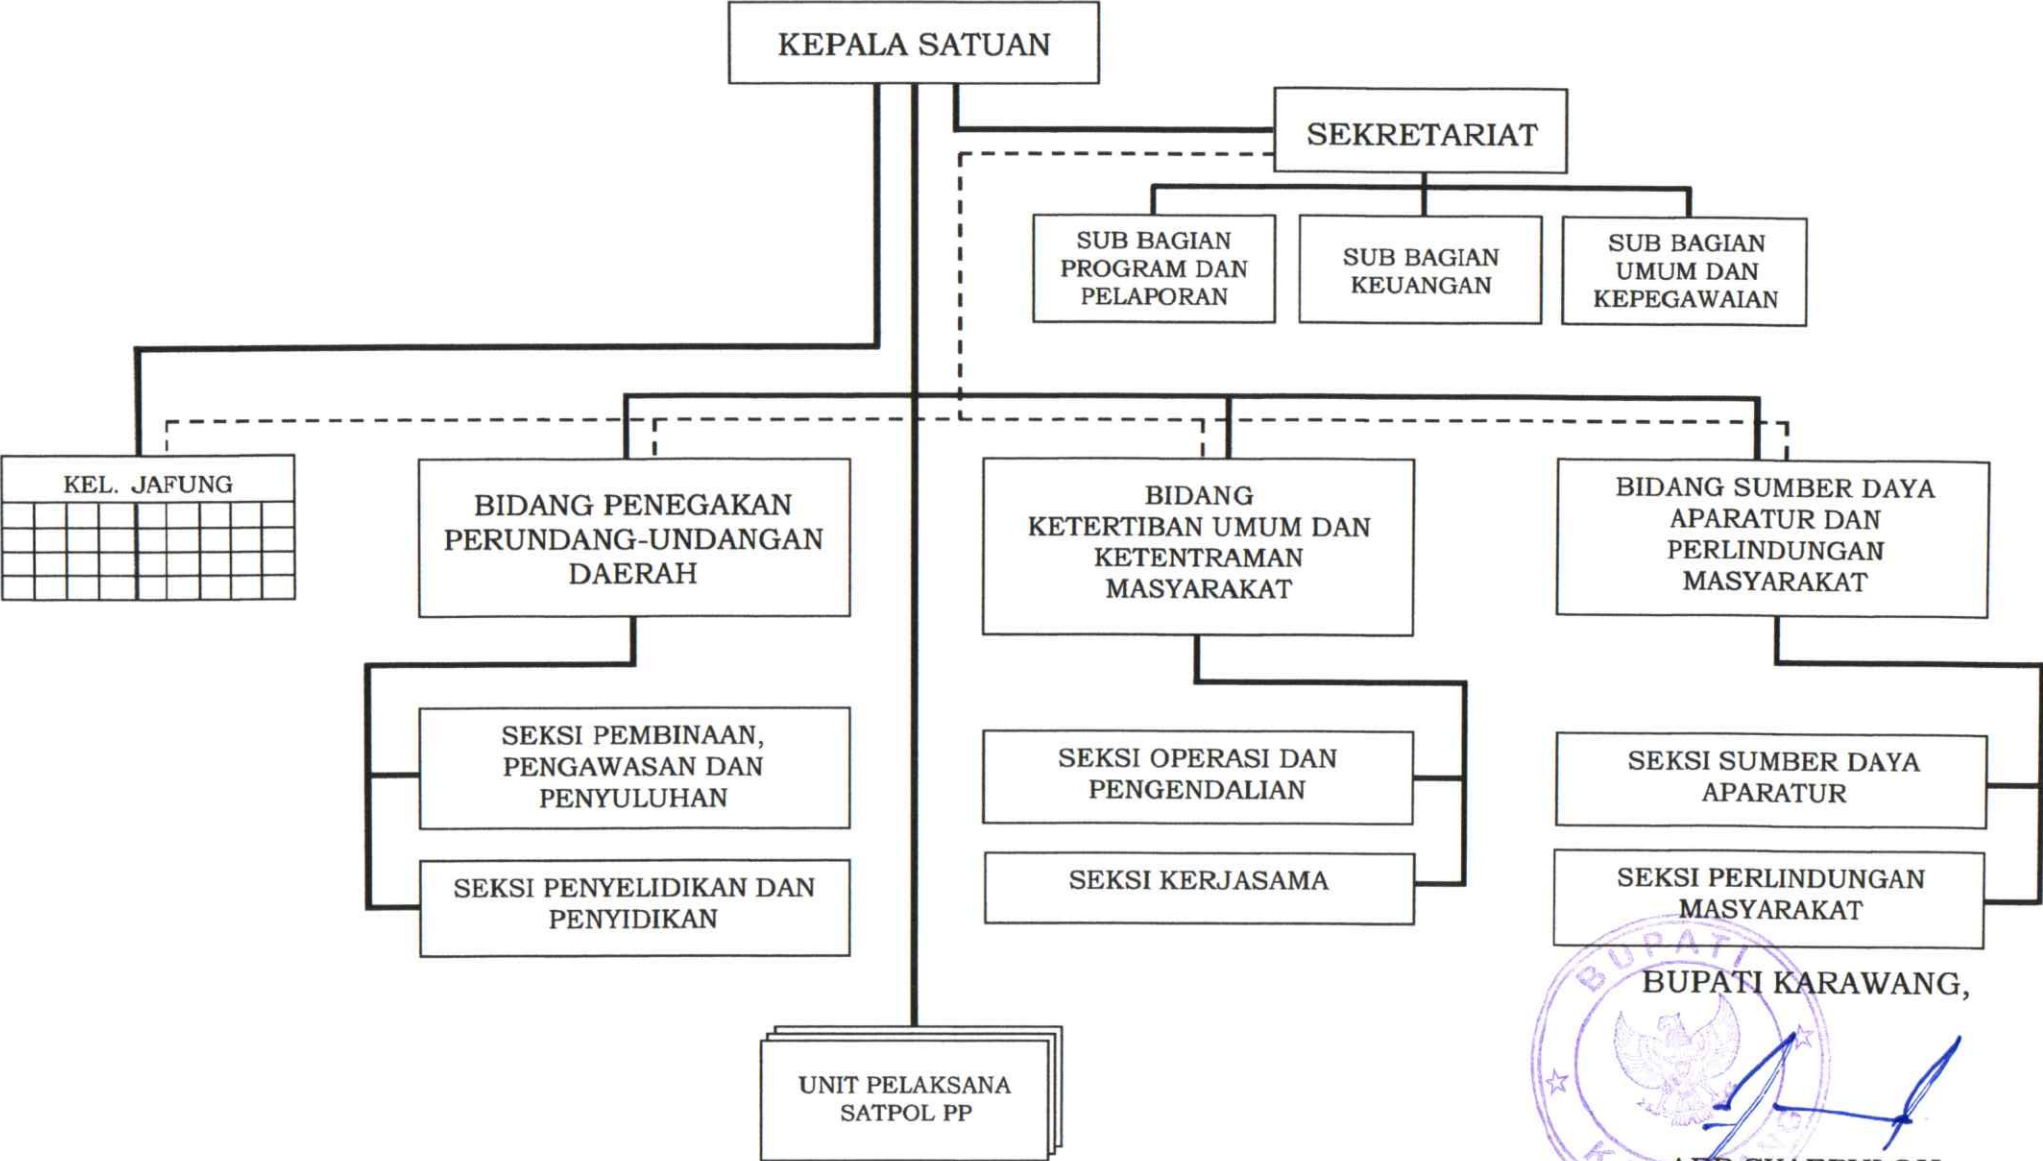 KEPALA SATUAN
SEKRETARIAT
SUB BAGIAN
PROGRAM DAN
PELAPORAN
SUB BAGIAN
KEUANGAN
SUB BAGIAN
UMUM DAN
KEPEGAWAIAN
KEL. JAFUNG
BIDANG PENEGAKAN
PERUNDANG-UNDANGAN
DAERAH
BIDANG
KETERTIBAN UMUM DAN
KETENTRAMAN
MASYARAKAT
BIDANG SUMBER DAYA
APARATUR DAN
PERLINDUNGAN
MASYARAKAT
SEKSI PEMBINAAN,
PENGAWASAN DAN
PENYULUHAN
SEKSI PENYELIDIKAN DAN
PENYIDIKAN
SEKSI OPERASI DAN
PENGENDALIAN
SEKSI KERJASAMA
SEKSI SUMBER DAYA
APARATUR
SEKSI PERLINDUNGAN
MASYARAKAT
UNIT PELAKSANA
SATPOL PP
BUPATI KARAWANG,
BUPATI